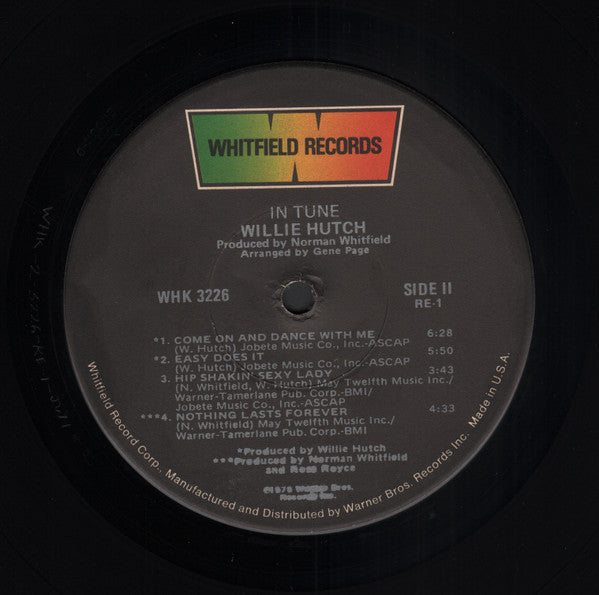 WHITFIELD RECORDS
IN TUNE
WILLIE HUTCH
Produced by Norman Whitfield
Arranged by Gene Page
WHK 3226
SIDE II
RE-1
*1. COME ON AND DANCE WITH ME 6:28
(W. Hutch) Jobete Music Co., Inc.-ASCAP
*2. EASY DOES IT 5:50
(W. Hutch) Jobete Music Co., Inc.-ASCAP
3. HIP SHAKIN' SEXY LADY 3:43
(N. Whitfield, W. Hutch) May Twelfth Music Inc./
Warner-Tamerlane Pub. Corp.-BMI/
Jobete Music Co., Inc.-ASCAP
***4. NOTHING LASTS FOREVER 4:33
(N. Whitfield) May Twelfth Music Inc./
Warner-Tamerlane Pub. Corp.-BMI
*Produced by Willie Hutch
***Produced by Norman Whitfield
and Rose Royce
Warner Bros.
Records Inc.
Whitfield Record Corp., Manufactured and Distributed by Warner Bros. Records Inc. Made in U.S.A.